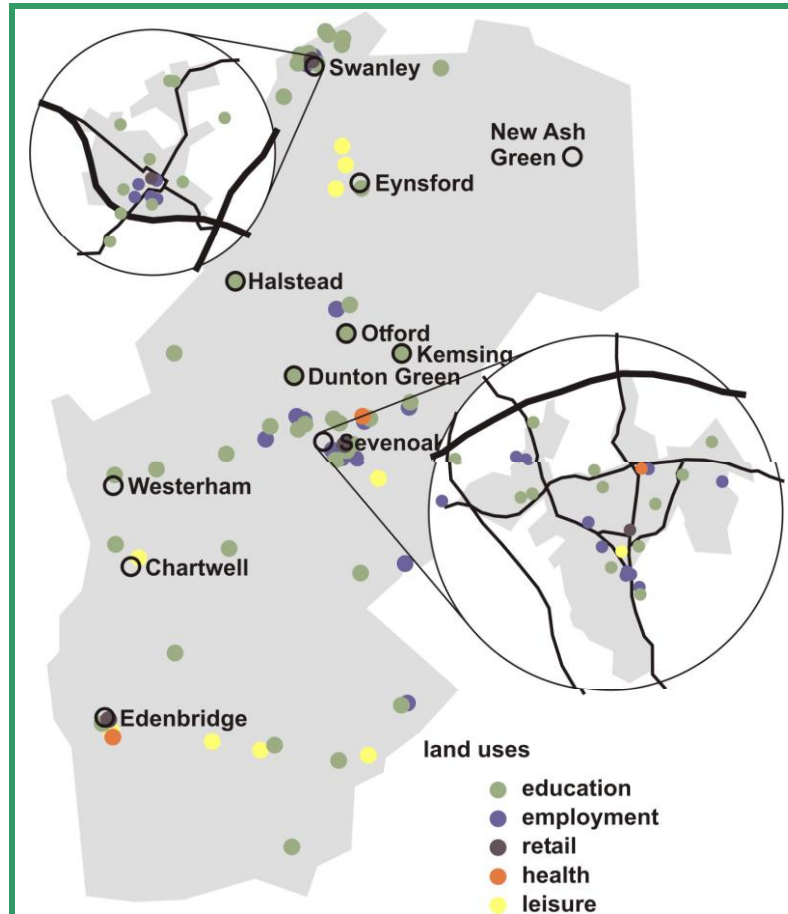 Swanley
New Ash
Green
Eynsford
Halstead
Otford
Kemsing
Dunton Green
Sevenoal
Westerham
Chartwell
Edenbridge
land uses
education
employment
retail
health
leisure